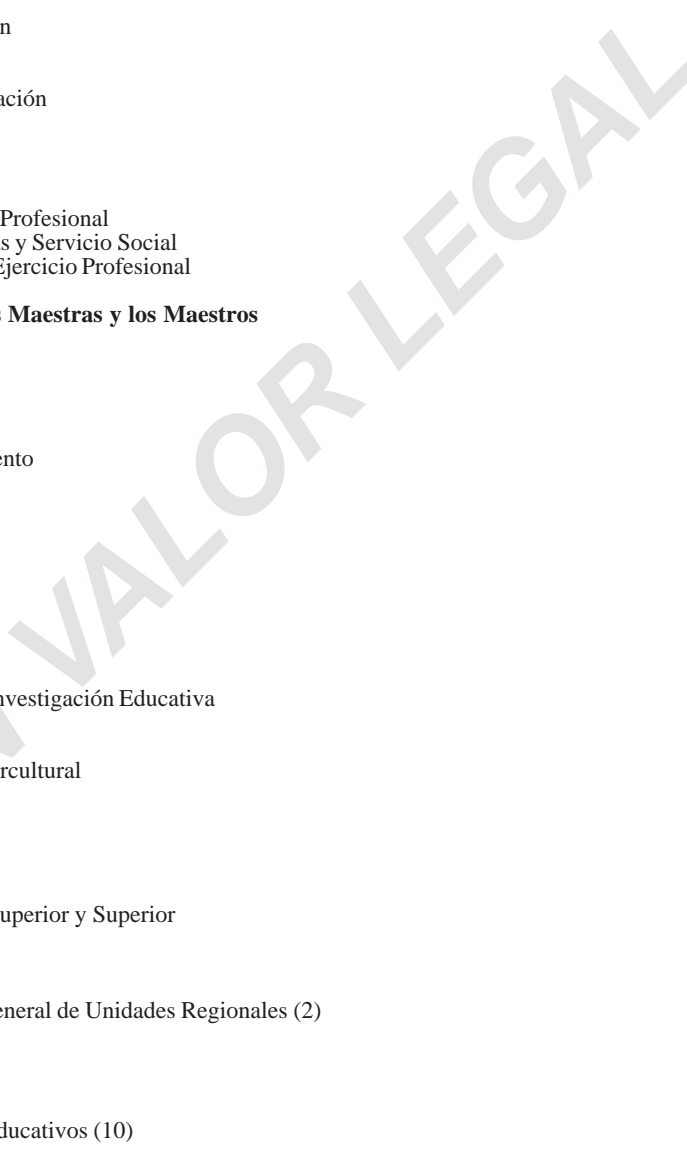 n
ación
Profesional
s y Servicio Social
Ejercicio Profesional
s Maestras y los Maestros
ento
nvestigación Educativa
rcultural
uperior y Superior
eneral de Unidades Regionales (2)
ducativos (10)
VALOR LEGAL